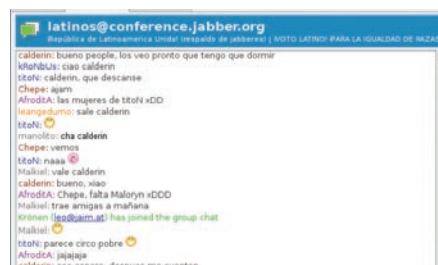 latinos@conference.jabber.org
República de Latinoamerica Unida! (respaldo de jabberes) | ¡VOTO LATINO! ¡PARA LA IGUALDAD DE RAZAS
calderin: bueno people, los veo pronto que tengo que dormir
kRoNbUs: ciao calderin
titoN: calderin, que descanse
Chepe: ajam
AfroditA: las mujeres de titoN xDD
leangedumo: sale calderin
titoN:
manolito: cha calderin
Chepe: vemos
titoN: naaa
Malkiel: vale calderin
calderin: bueno, xiao
AfroditA: Chepe, falta Maloryn xDDD
Malkiel: trae amigas a mañana
Krönen (leo@jaim.at) has joined the group chat
Malkiel:
titoN: parece circo pobre
AfroditA: jajajaja